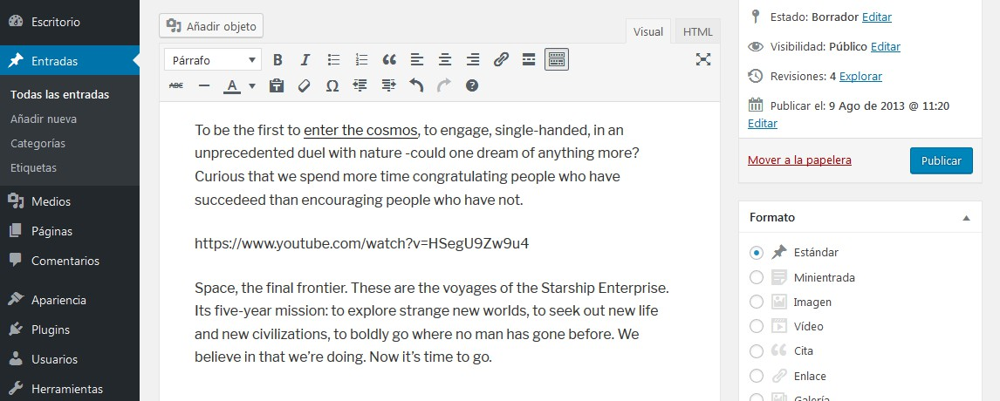 Escritorio
Entradas
Todas las entradas
Añadir nueva
Categorías
Etiquetas
Medios
Páginas
Comentarios
Apariencia
Plugins
Usuarios
Herramientas
Añadir objeto
Visual
HTML
Párrafo
B I
ABC A Ω
To be the first to enter the cosmos, to engage, single-handed, in an
unprecedented duel with nature -could one dream of anything more?
Curious that we spend more time congratulating people who have
succedeed than encouraging people who have not.
https://www.youtube.com/watch?v=HSegU9Zw9u4
Space, the final frontier. These are the voyages of the Starship Enterprise.
Its five-year mission: to explore strange new worlds, to seek out new life
and new civilizations, to boldly go where no man has gone before. We
believe in that we’re doing. Now it’s time to go.
Estado: Borrador Editar
Visibilidad: Público Editar
Revisiones: 4 Explorar
Publicar el: 9 Ago de 2013 @ 11:20
Editar
Mover a la papelera
Publicar
Formato
Estándar
Minientrada
Imagen
Vídeo
Cita
Enlace
Galería